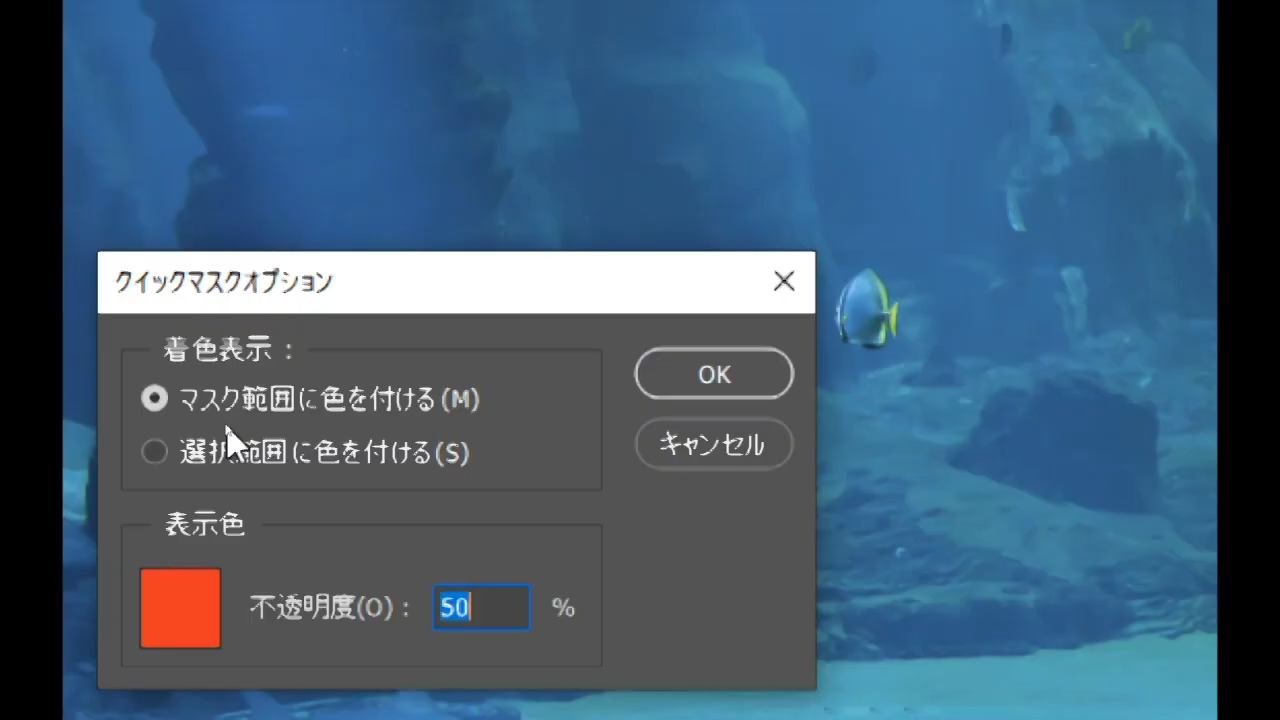 クイックマスクオプション
着色表示：
マスク範囲に色を付ける(M)
選択範囲に色を付ける(S)
OK
キャンセル
表示色
不透明度(O)： 50 %